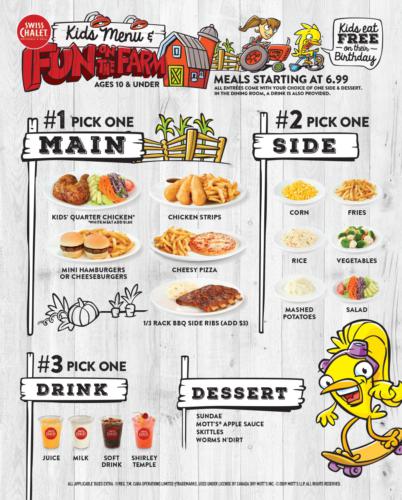 SWISS
CHALET
Kids Menu &
FUN ON THE FARM
AGES 10 & UNDER
Kids eat
FREE
on their
Birthday
MEALS STARTING AT 6.99
ALL ENTRÉES COME WITH YOUR CHOICE OF ONE SIDE & DESSERT.
IN THE DINING ROOM, A DRINK IS ALSO PROVIDED.
#1 PICK ONE
MAIN
KIDS' QUARTER CHICKEN*
CHICKEN STRIPS
MINI HAMBURGERS
OR CHEESEBURGERS
CHEESY PIZZA
1/3 RACK BBQ SIDE RIBS (ADD $3)
#2 PICK ONE
SIDE
CORN
FRIES
RICE
VEGETABLES
MASHED
POTATOES
SALAD
#3 PICK ONE
DRINK
JUICE
MILK
SOFT
DRINK
SHIRLEY
TEMPLE
DESSERT
SUNDAE
MOTT'S® APPLE SAUCE
SKITTLES
WORMS N'DIRT